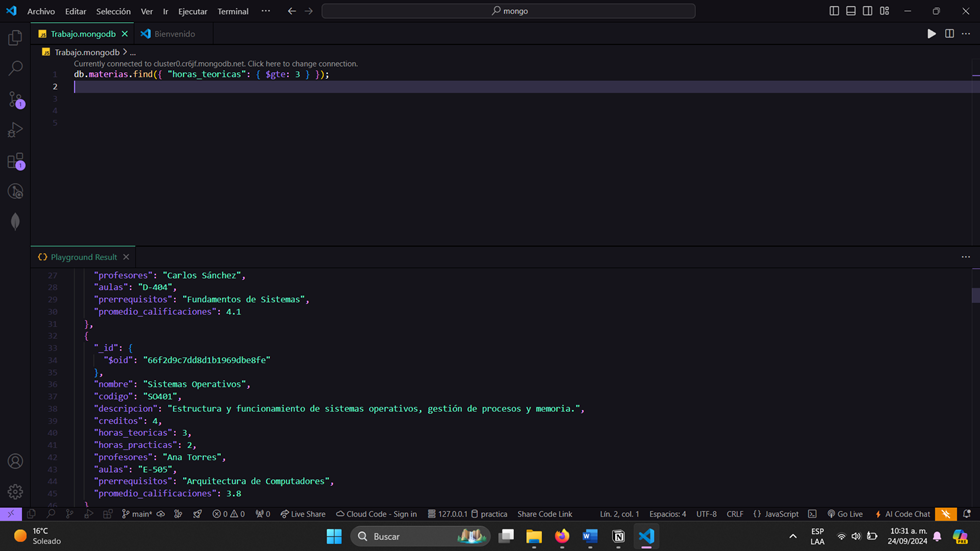 Archivo Editar Selección Ver Ir Ejecutar Terminal ··· mongo
Trabajo.mongodb Bienvenido
Trabajo.mongodb > ...
Currently connected to cluster0.cr6jf.mongodb.net. Click here to change connection.
1 db.materias.find({ "horas_teoricas": { $gte: 3 } });
2
3
4
5
1
1
Playground Result
27 "profesores": "Carlos Sánchez",
28 "aulas": "D-404",
29 "prerrequisitos": "Fundamentos de Sistemas",
30 "promedio_calificaciones": 4.1
31 },
32 {
33 "_id": {
34 "$oid": "66f2d9c7dd8d1b1969dbe8fe"
35 },
36 "nombre": "Sistemas Operativos",
37 "codigo": "SO401",
38 "descripcion": "Estructura y funcionamiento de sistemas operativos, gestión de procesos y memoria.",
39 "creditos": 4,
40 "horas_teoricas": 3,
41 "horas_practicas": 2,
42 "profesores": "Ana Torres",
43 "aulas": "E-505",
44 "prerrequisitos": "Arquitectura de Computadores",
45 "promedio_calificaciones": 3.8
46 }
main* 0 0 0 Live Share Cloud Code - Sign in 127.0.0.1 practica Share Code Link Lín. 2, col. 1 Espacios: 4 UTF-8 CRLF {} JavaScript Go Live AI Code Chat
16°C
Soleado
Buscar
ESP
LAA
10:31 a. m.
24/09/2024